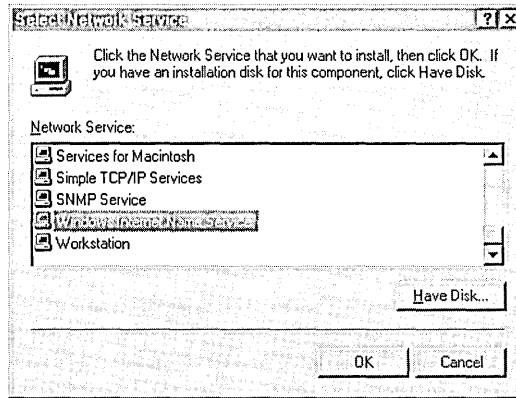 Select Network Service
Click the Network Service that you want to install, then click OK. If
you have an installation disk for this component, click Have Disk.
Network Service:
Services for Macintosh
Simple TCP/IP Services
SNMP Service
Windows Internet Name Service
Workstation
Have Disk...
OK
Cancel